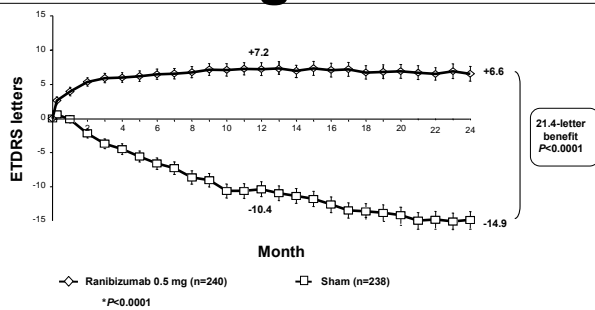 ETDRS letters
15
10
5
0
-5
-10
-15
+7.2
+6.6
-10.4
-14.9
2 4 6 8 10 12 14 16 18 20 22 24
Month
21.4-letter
benefit
P<0.0001
Ranibizumab 0.5 mg (n=240) Sham (n=238)
*P<0.0001